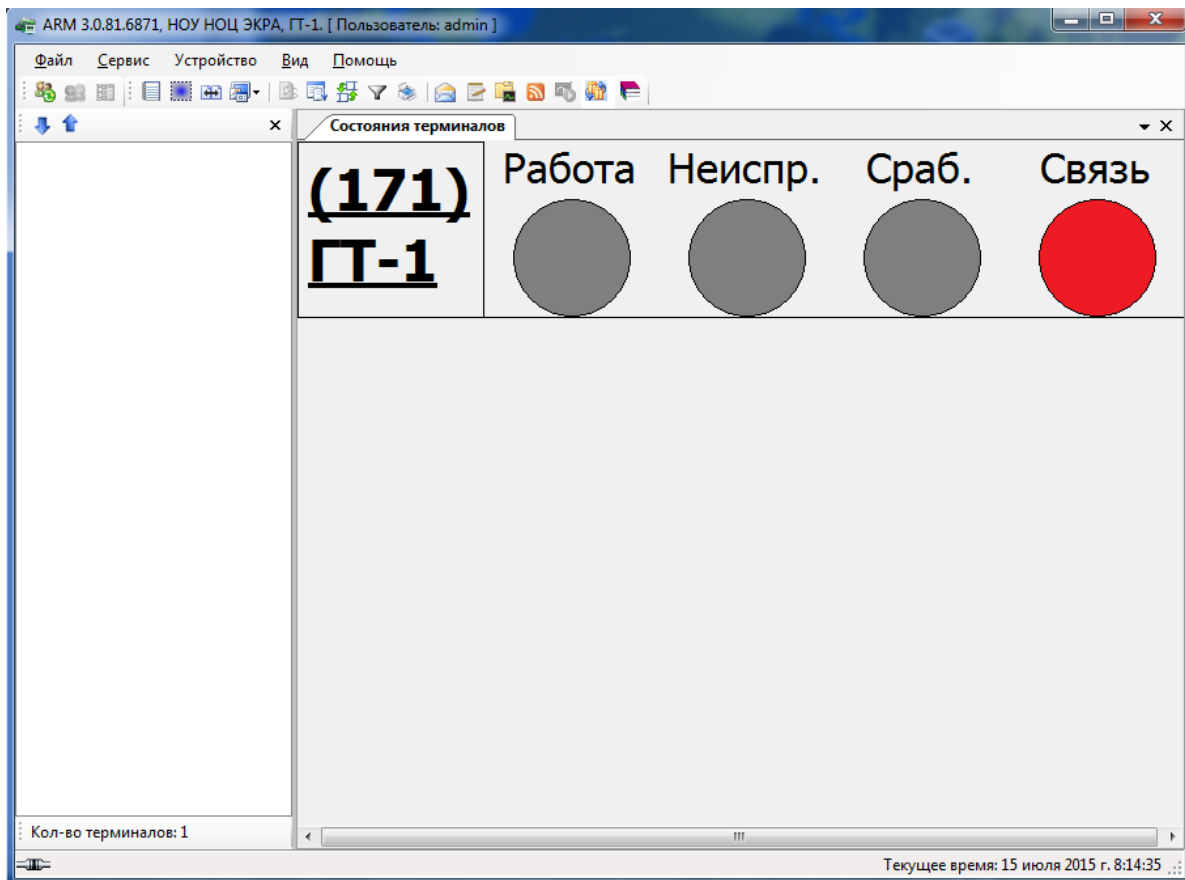 ARM 3.0.81.6871, НОУ НОЦ ЭКРА, ГТ-1. [ Пользователь: admin ]
Файл Сервис Устройство Вид Помощь
Состояния терминалов
(171) ГТ-1
Работа Неиспр. Сраб. Связь
Кол-во терминалов: 1
Текущее время: 15 июля 2015 г. 8:14:35